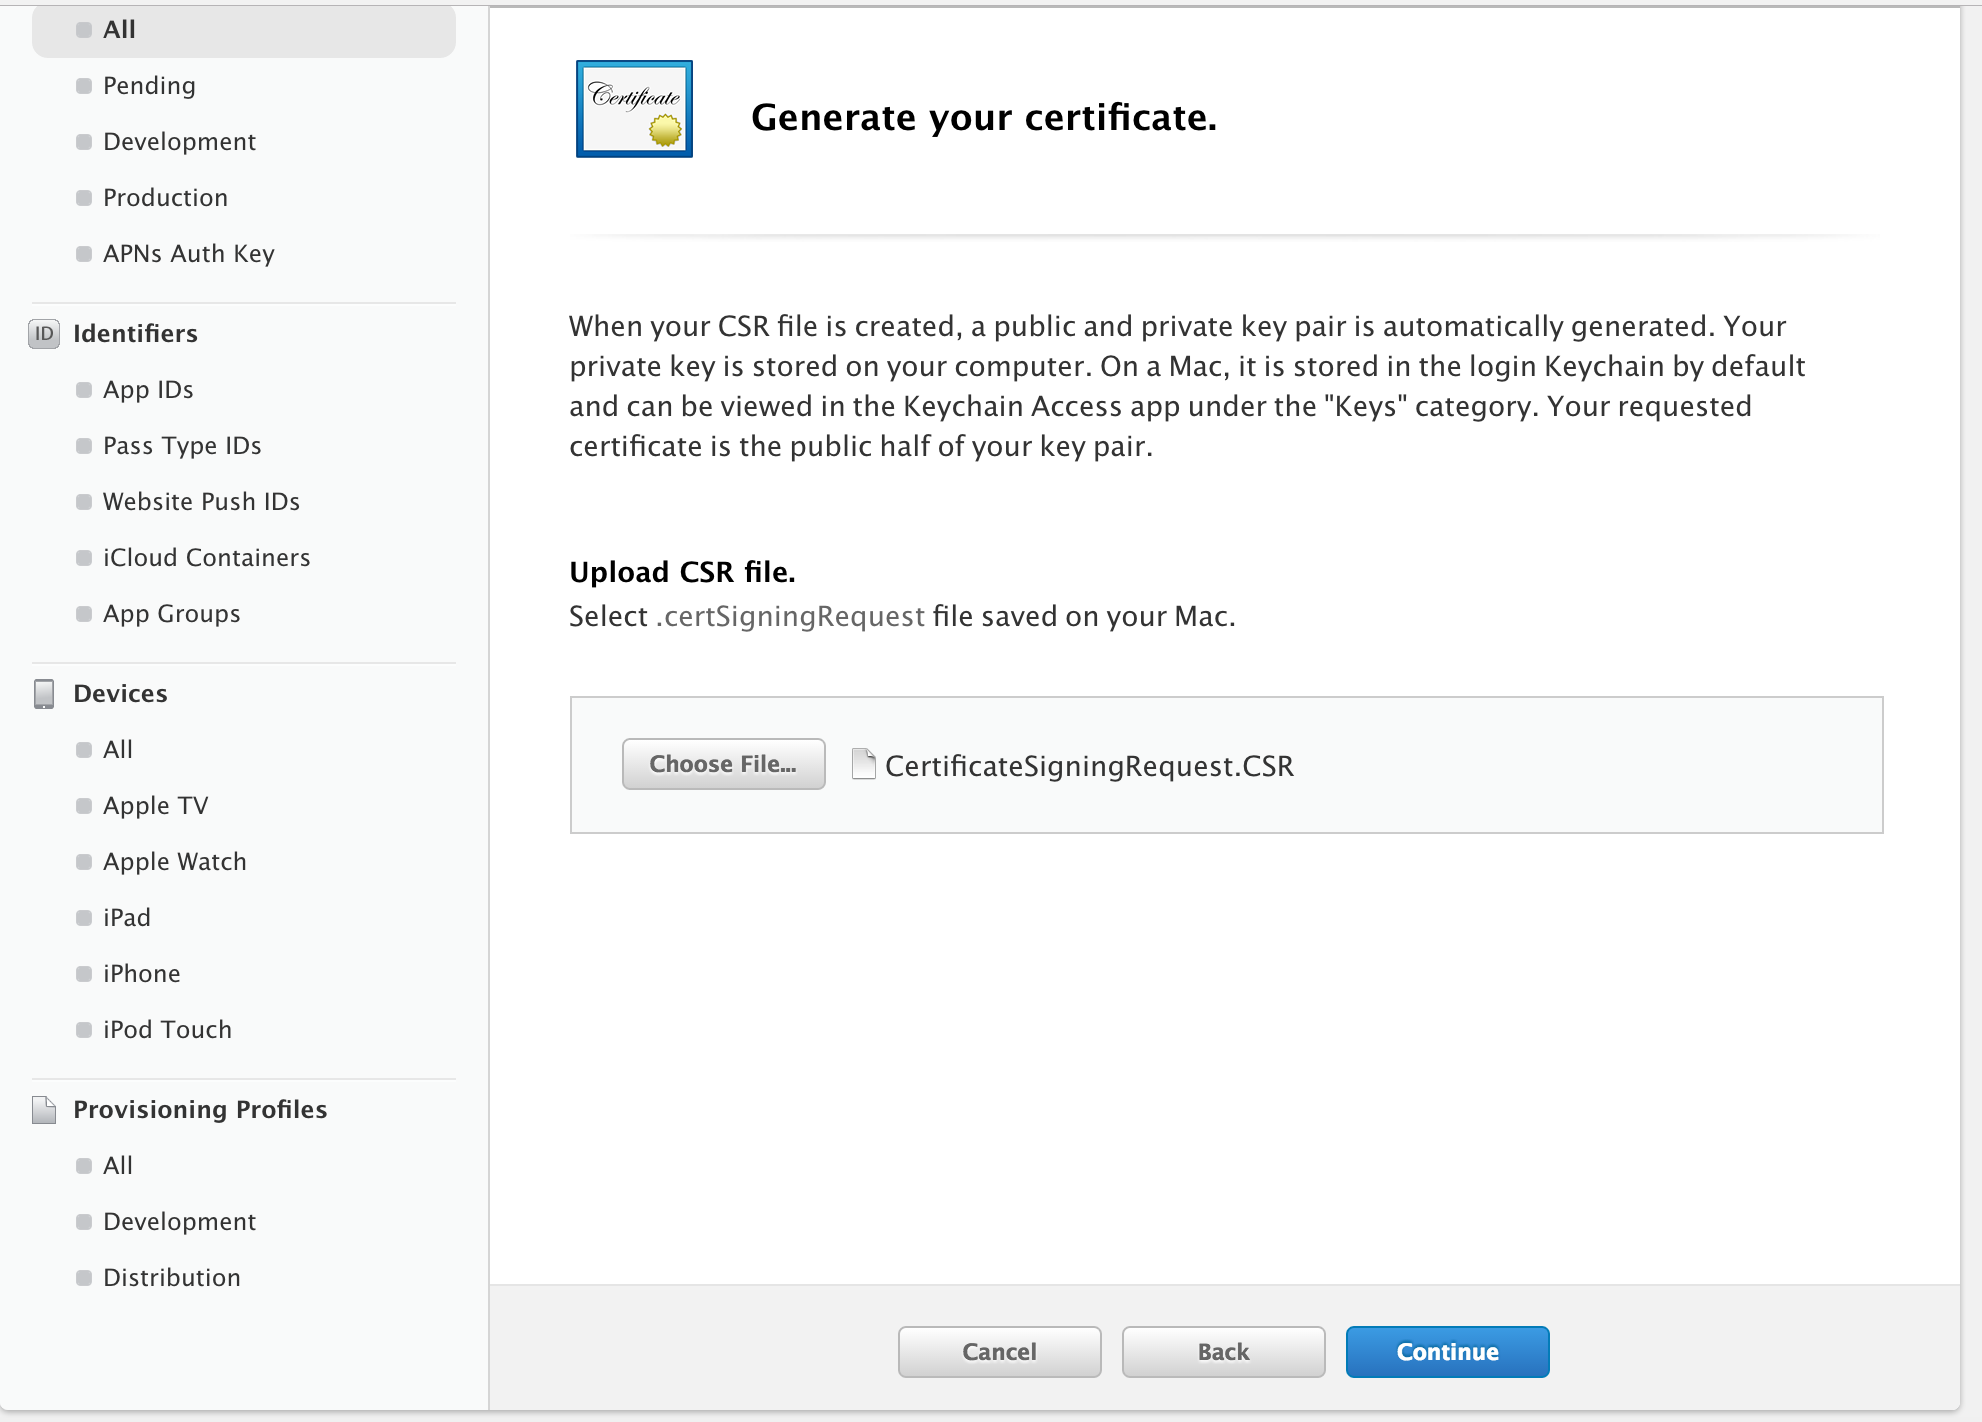 All
Pending
Development
Production
APNs Auth Key
ID Identifiers
App IDs
Pass Type IDs
Website Push IDs
iCloud Containers
App Groups
Devices
All
Apple TV
Apple Watch
iPad
iPhone
iPod Touch
Provisioning Profiles
All
Development
Distribution
Certificate
Generate your certificate.
When your CSR file is created, a public and private key pair is automatically generated. Your
private key is stored on your computer. On a Mac, it is stored in the login Keychain by default
and can be viewed in the Keychain Access app under the "Keys" category. Your requested
certificate is the public half of your key pair.
Upload CSR file.
Select .certSigningRequest file saved on your Mac.
Choose File... CertificateSigningRequest.CSR
Cancel Back Continue